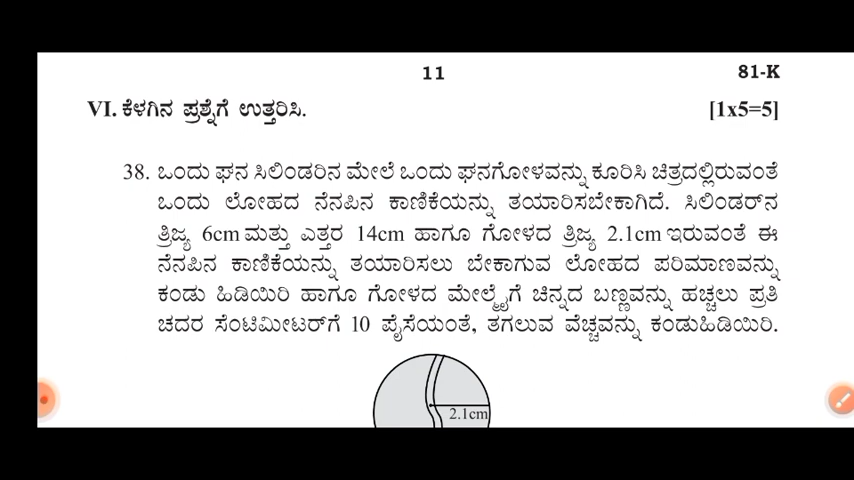 11
81-K
VI. ಕೆಳಗಿನ ಪ್ರಶ್ನೆಗೆ ಉತ್ತರಿಸಿ. [1x5=5]
38. ಒಂದು ಘನ ಸಿಲಿಂಡರಿನ ಮೇಲೆ ಒಂದು ಘನಗೋಳವನ್ನು ಕೂರಿಸಿ ಚಿತ್ರದಲ್ಲಿರುವಂತೆ
ಒಂದು ಲೋಹದ ನೆನಪಿನ ಕಾಣಿಕೆಯನ್ನು ತಯಾರಿಸಬೇಕಾಗಿದೆ. ಸಿಲಿಂಡರ್‌ನ
ತ್ರಿಜ್ಯ 6cm ಮತ್ತು ಎತ್ತರ 14cm ಹಾಗೂ ಗೋಳದ ತ್ರಿಜ್ಯ 2.1cm ಇರುವಂತೆ ಈ
ನೆನಪಿನ ಕಾಣಿಕೆಯನ್ನು ತಯಾರಿಸಲು ಬೇಕಾಗುವ ಲೋಹದ ಪರಿಮಾಣವನ್ನು
ಕಂಡು ಹಿಡಿಯಿರಿ ಹಾಗೂ ಗೋಳದ ಮೇಲ್ಮೈಗೆ ಚಿನ್ನದ ಬಣ್ಣವನ್ನು ಹಚ್ಚಲು ಪ್ರತಿ
ಚದರ ಸೆಂಟಿಮೀಟರ್‌ಗೆ 10 ಪೈಸೆಯಂತೆ, ತಗಲುವ ವೆಚ್ಚವನ್ನು ಕಂಡುಹಿಡಿಯಿರಿ.
2.1cm